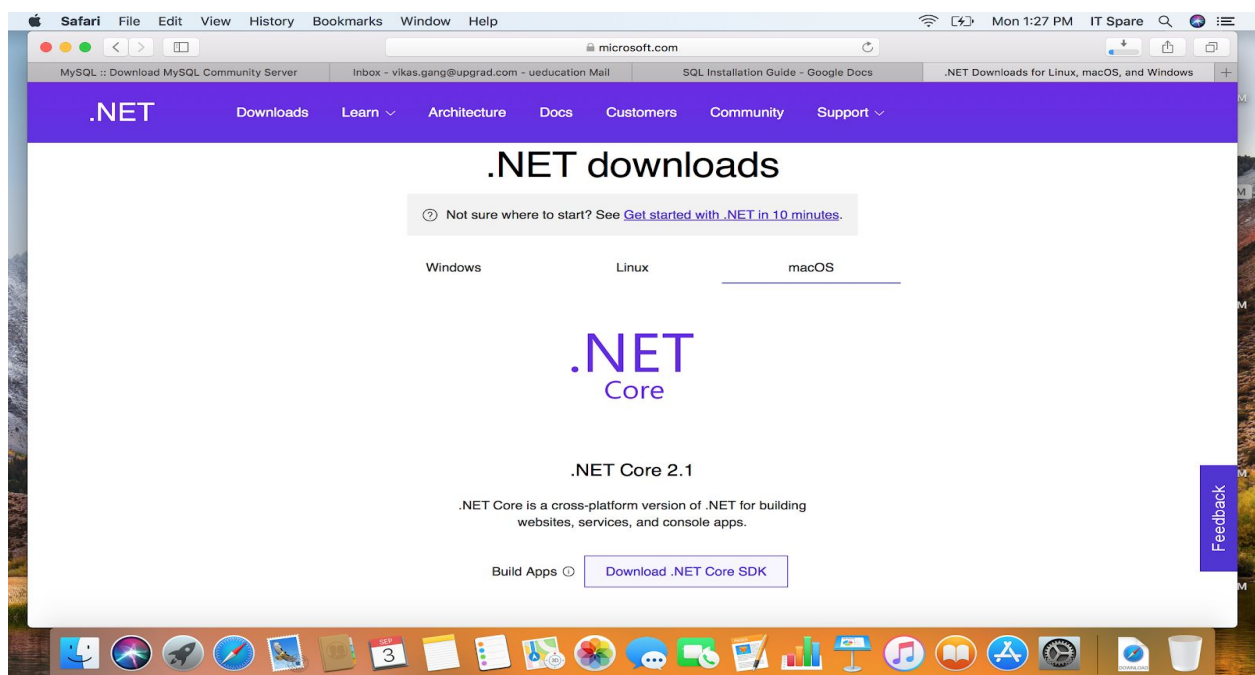 Safari File Edit View History Bookmarks Window Help Mon 1:27 PM IT Spare
microsoft.com
MySQL :: Download MySQL Community Server Inbox - vikas.gang@upgrad.com - ueducation Mail SQL Installation Guide - Google Docs .NET Downloads for Linux, macOS, and Windows
.NET Downloads Learn Architecture Docs Customers Community Support
.NET downloads
Not sure where to start? See Get started with .NET in 10 minutes.
Windows Linux macOS
.NET
Core
.NET Core 2.1
.NET Core is a cross-platform version of .NET for building
websites, services, and console apps.
Build Apps Download .NET Core SDK
Feedback
SEP
3
3D
DOWNLOAD
M
M
M
M
M